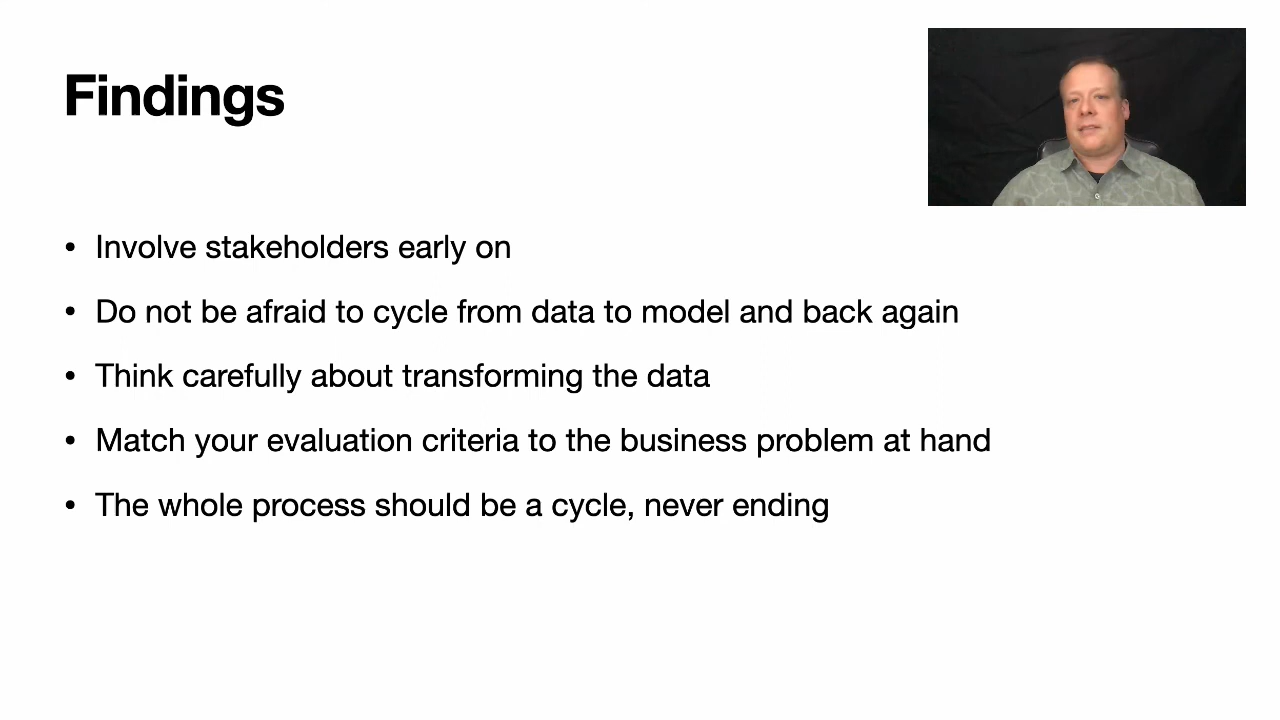 Findings
• Involve stakeholders early on
• Do not be afraid to cycle from data to model and back again
• Think carefully about transforming the data
• Match your evaluation criteria to the business problem at hand
• The whole process should be a cycle, never ending